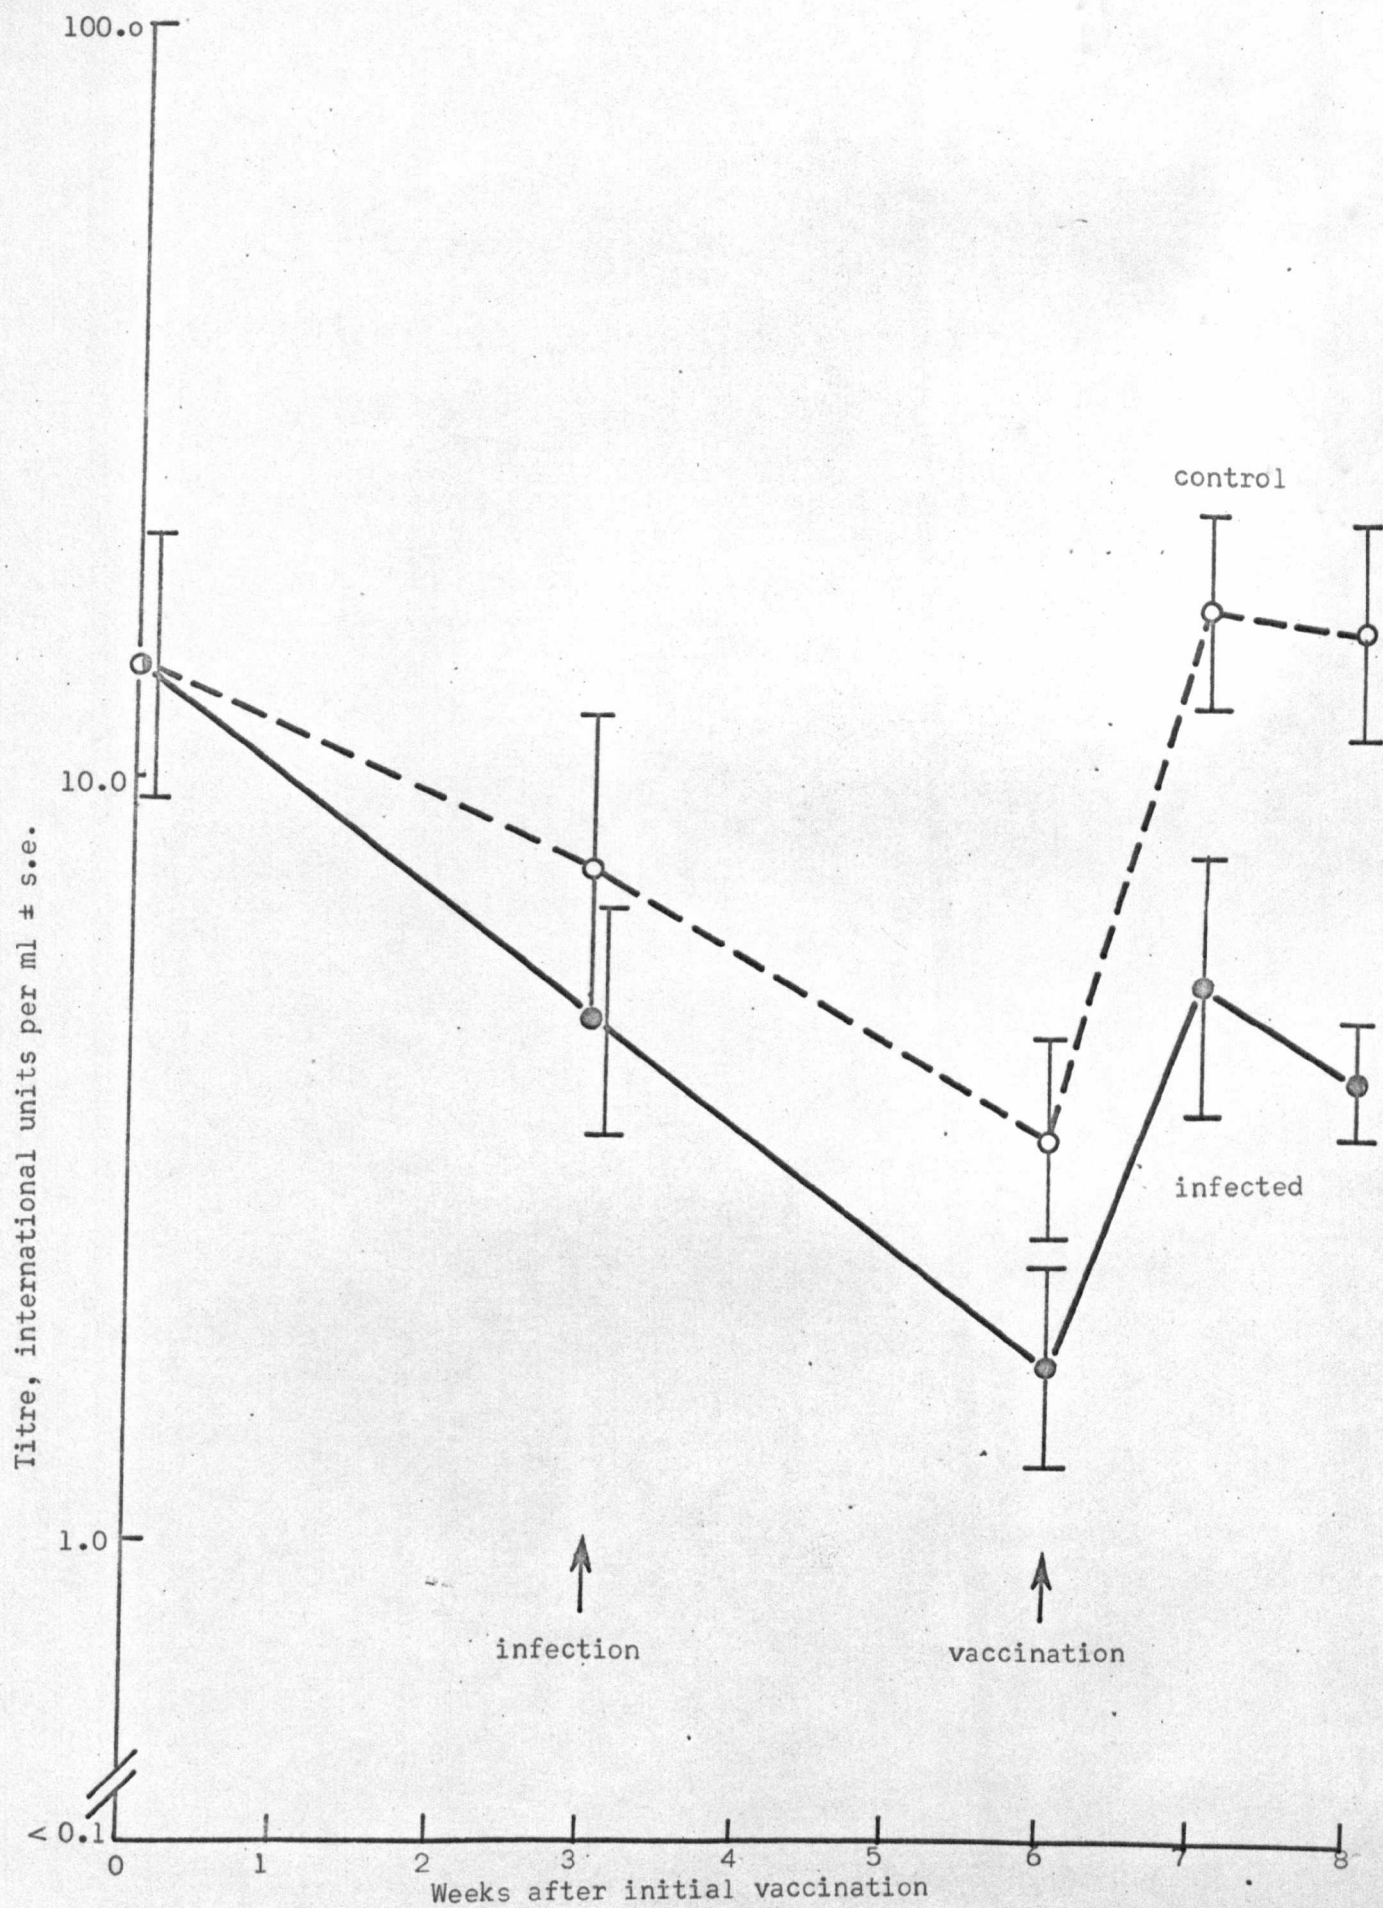 100.0
control
10.0
Titre, international units per ml ± s.e.
infected
1.0
infection
vaccination
< 0.1
0 1 2 3 4 5 6 7 8
Weeks after initial vaccination